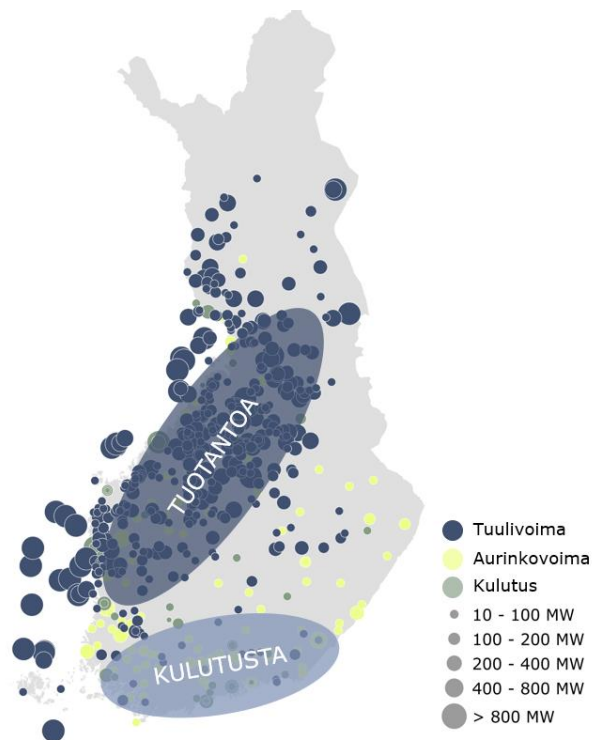 TUOTANTOA
KULUTUSTA
Tuulivoima
Aurinkovoima
Kulutus
10 - 100 MW
100 - 200 MW
200 - 400 MW
400 - 800 MW
> 800 MW